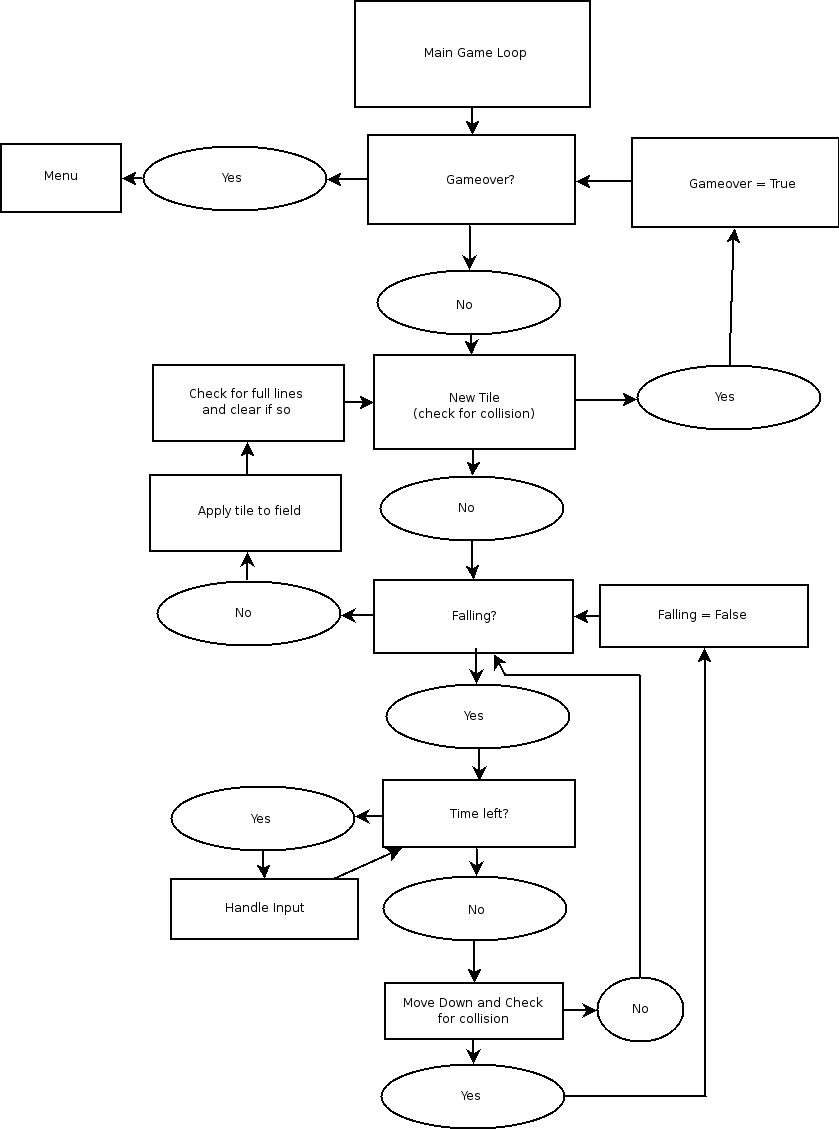 Main Game Loop
Menu
Yes
Gameover?
Gameover = True
No
Check for full lines
and clear if so
New Tile
(check for collision)
Yes
Apply tile to field
No
No
Falling?
Falling = False
Yes
Yes
Time left?
Handle Input
No
Move Down and Check
for collision
No
Yes